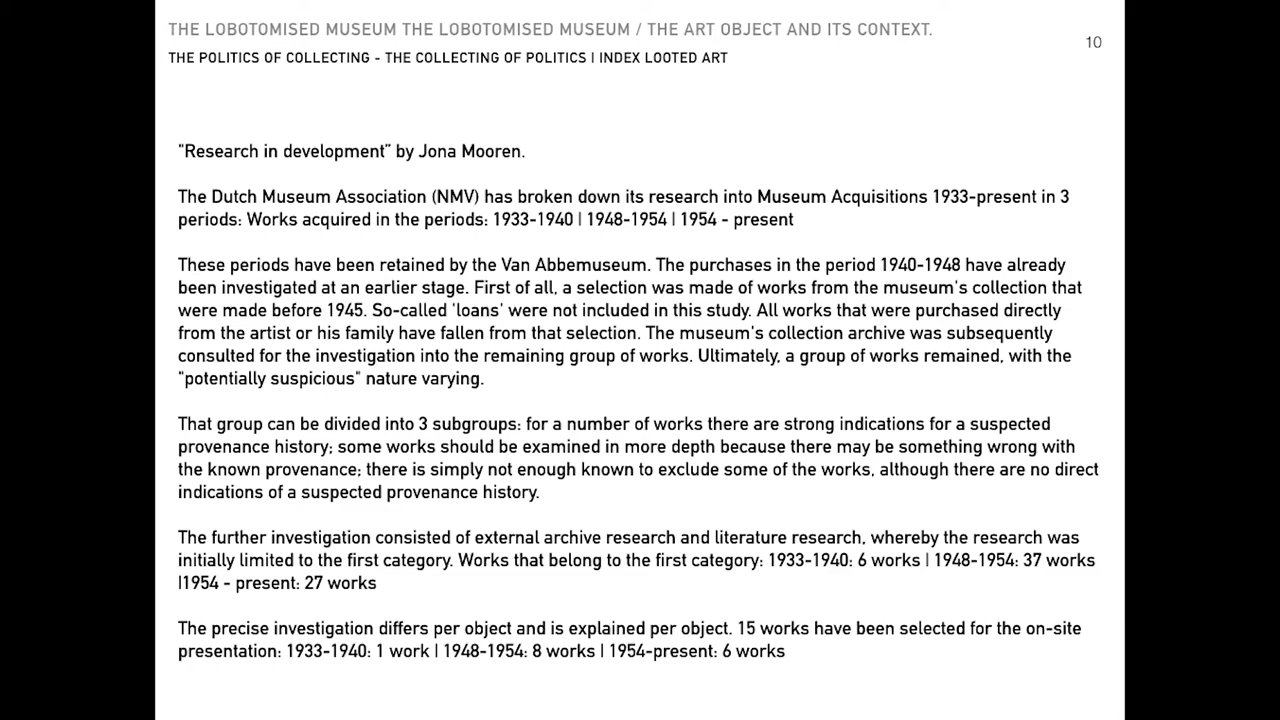 THE LOBOTOMISED MUSEUM THE LOBOTOMISED MUSEUM / THE ART OBJECT AND ITS CONTEXT.
10
THE POLITICS OF COLLECTING - THE COLLECTING OF POLITICS | INDEX LOOTED ART
"Research in development" by Jona Mooren.
The Dutch Museum Association (NMV) has broken down its research into Museum Acquisitions 1933-present in 3
periods: Works acquired in the periods: 1933-1940 | 1948-1954 | 1954 - present
These periods have been retained by the Van Abbemuseum. The purchases in the period 1940-1948 have already
been investigated at an earlier stage. First of all, a selection was made of works from the museum's collection that
were made before 1945. So-called 'loans' were not included in this study. All works that were purchased directly
from the artist or his family have fallen from that selection. The museum's collection archive was subsequently
consulted for the investigation into the remaining group of works. Ultimately, a group of works remained, with the
"potentially suspicious" nature varying.
That group can be divided into 3 subgroups: for a number of works there are strong indications for a suspected
provenance history; some works should be examined in more depth because there may be something wrong with
the known provenance; there is simply not enough known to exclude some of the works, although there are no direct
indications of a suspected provenance history.
The further investigation consisted of external archive research and literature research, whereby the research was
initially limited to the first category. Works that belong to the first category: 1933-1940: 6 works | 1948-1954: 37 works
|1954 - present: 27 works
The precise investigation differs per object and is explained per object. 15 works have been selected for the on-site
presentation: 1933-1940: 1 work | 1948-1954: 8 works | 1954-present: 6 works